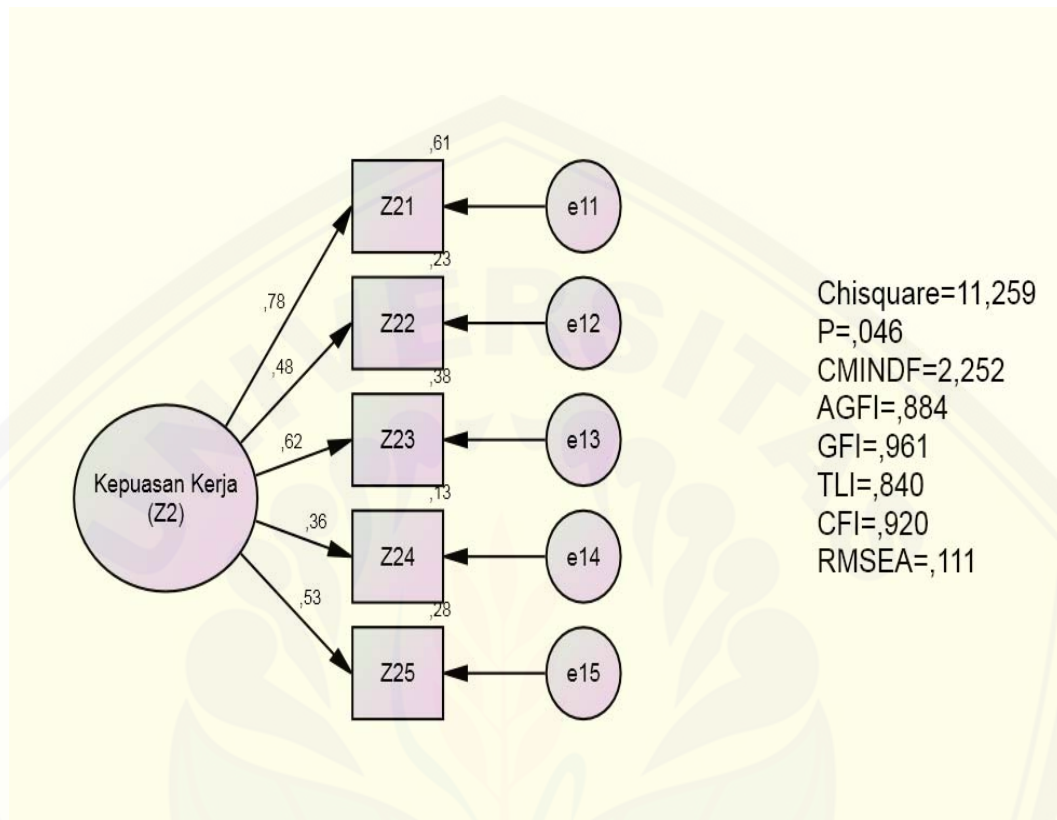 ,61
Z21
e11
,23
,78
Z22
e12
,48
,38
Z23
e13
,62
,13
Kepuasan Kerja
(Z2)
,36
Z24
e14
,53
,28
Z25
e15
Chisquare=11,259
P=,046
CMINDF=2,252
AGFI=,884
GFI=,961
TLI=,840
CFI=,920
RMSEA=,111
UNIVERSITA